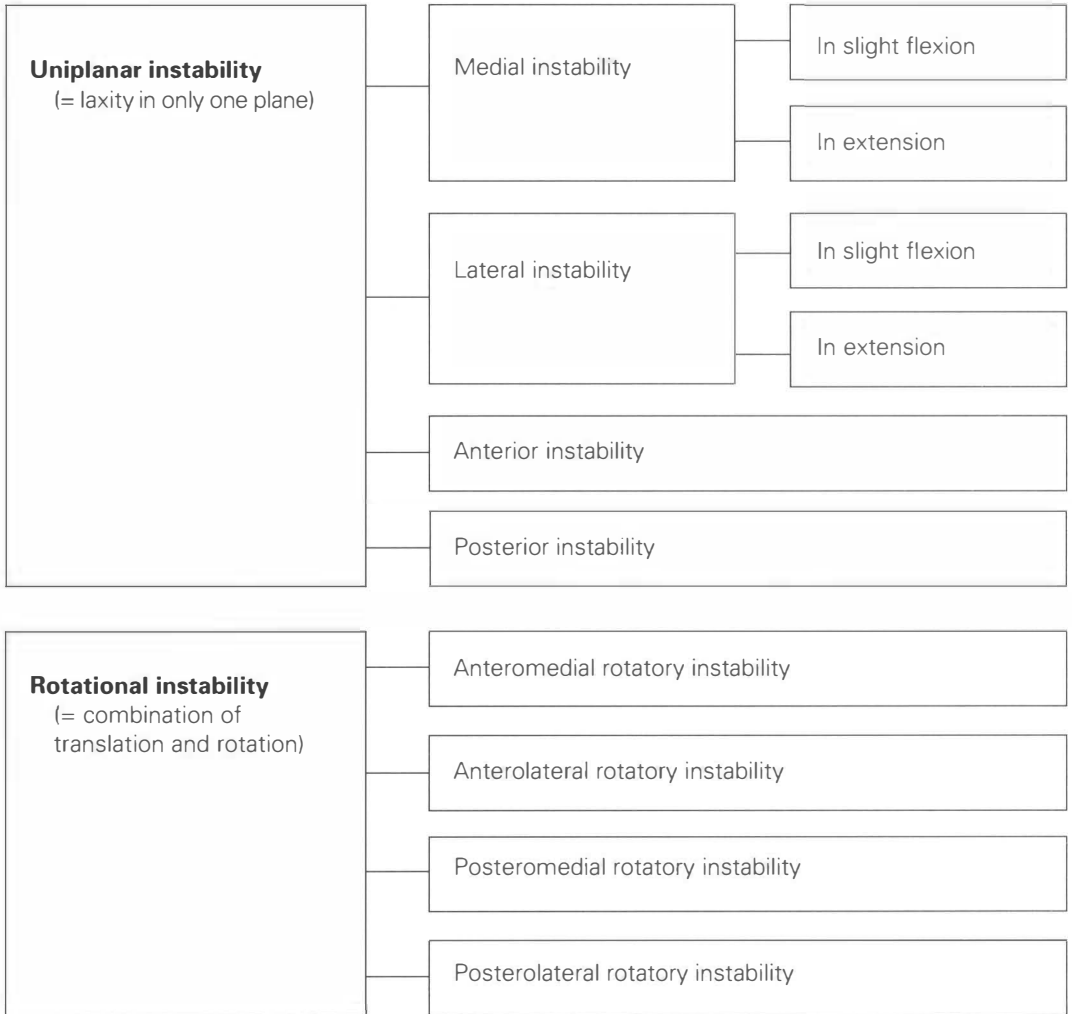 Uniplanar instability
(= laxity in only one plane)
Medial instability
In slight flexion
In extension
Lateral instability
In slight flexion
In extension
Anterior instability
Posterior instability
Rotational instability
(= combination of
translation and rotation)
Anteromedial rotatory instability
Anterolateral rotatory instability
Posteromedial rotatory instability
Posterolateral rotatory instability